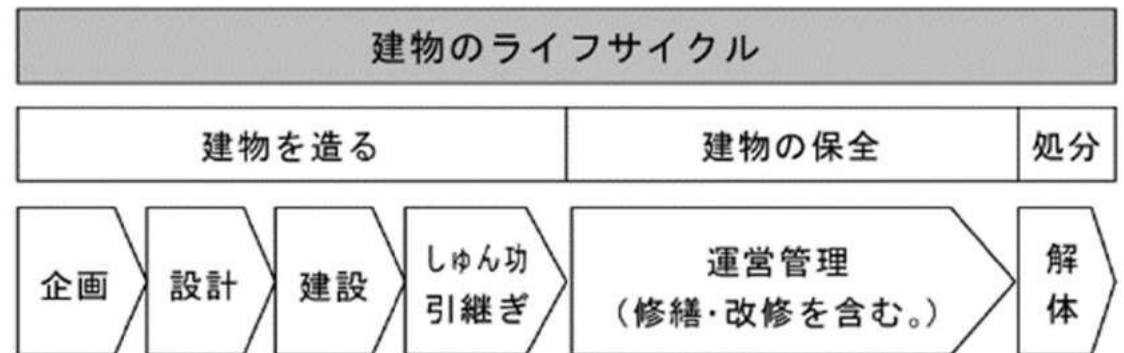 建物のライフサイクル
建物を造る
建物の保全
処分
企画
設計
建設
しゅん功
引継ぎ
運営管理
（修繕・改修を含む。）
解
体